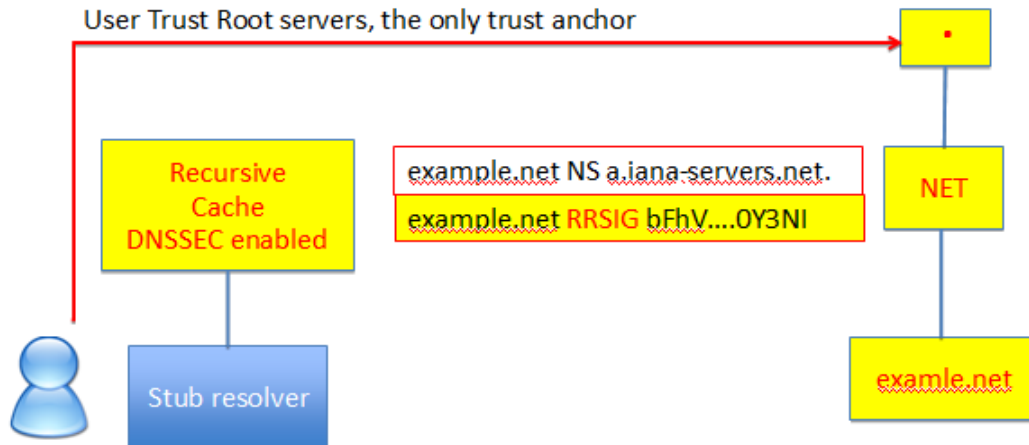 User Trust Root servers, the only trust anchor
.
Recursive
Cache
DNSSEC enabled
example.net NS a.iana-servers.net.
example.net RRSIG bFhV....0Y3NI
NET
Stub resolver
examle.net